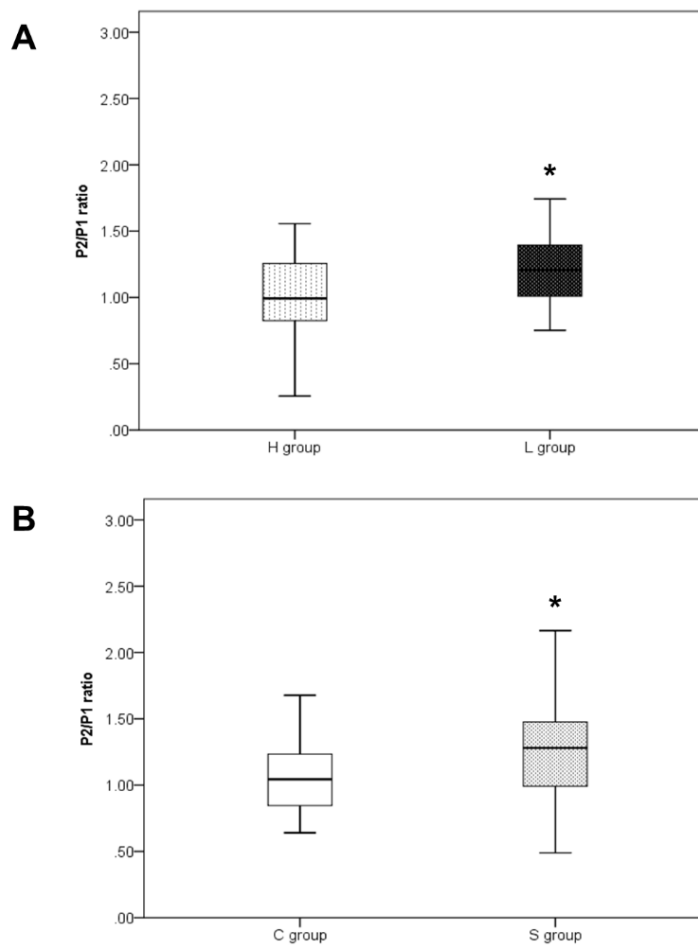 A
3.00
2.50
2.00
1.50
1.00
.50
.00
P2/P1 ratio
*
H group
L group
B
3.00
2.50
2.00
1.50
1.00
.50
.00
P2/P1 ratio
*
C group
S group